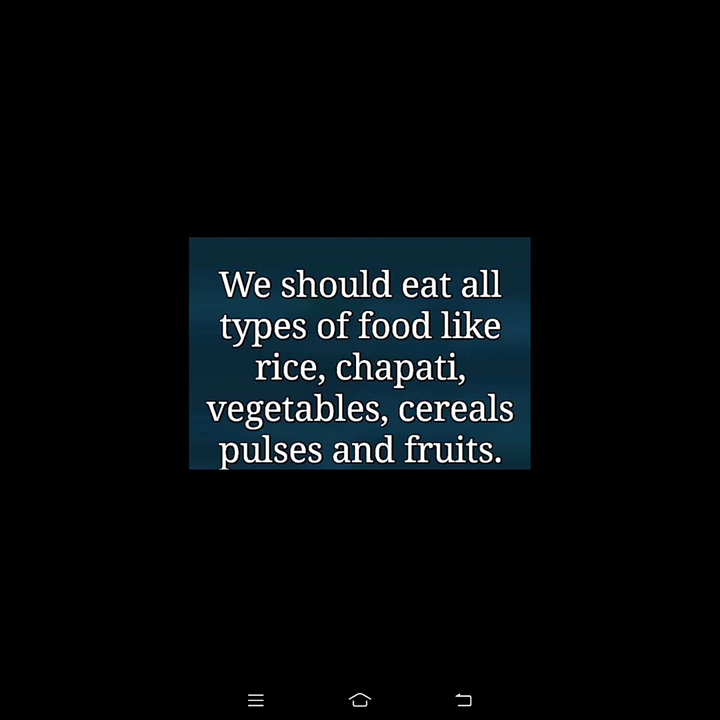 We should eat all
types of food like
rice, chapati,
vegetables, cereals
pulses and fruits.